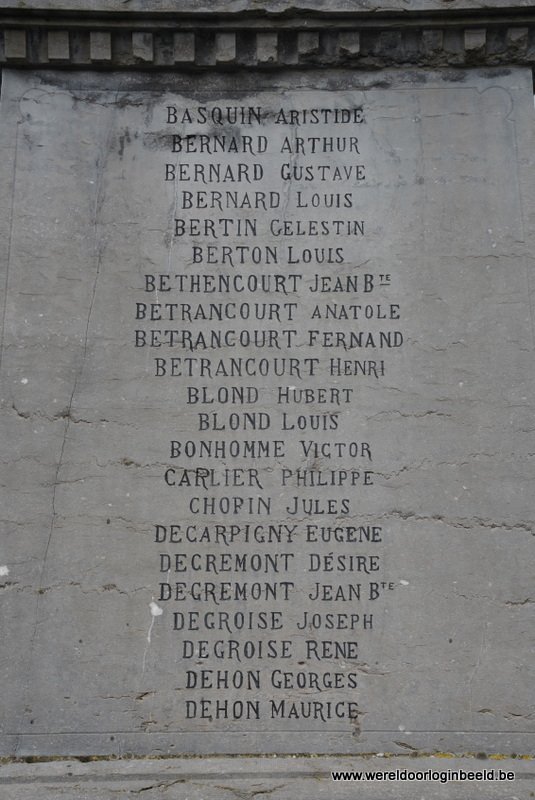 BASQUIN ARISTIDE
BERNARD ARTHUR
BERNARD GUSTAVE
BERNARD LOUIS
BERTIN CELESTIN
BERTON LOUIS
BETHENCOURT JEAN Bᵀᴱ
BETRANCOURT ANATOLE
BETRANCOURT FERNAND
BETRANCOURT HENRI
BLOND HUBERT
BLOND LOUIS
BONHOMME VICTOR
CARLIER PHILIPPE
CHOPIN JULES
DECARPIGNY EUGENE
DECREMONT DÉSIRE
DEGREMONT JEAN Bᵀᴱ
DEGROISE JOSEPH
DEGROISE RENE
DEHON GEORGES
DEHON MAURICE
www.wereldoorloginbeeld.be